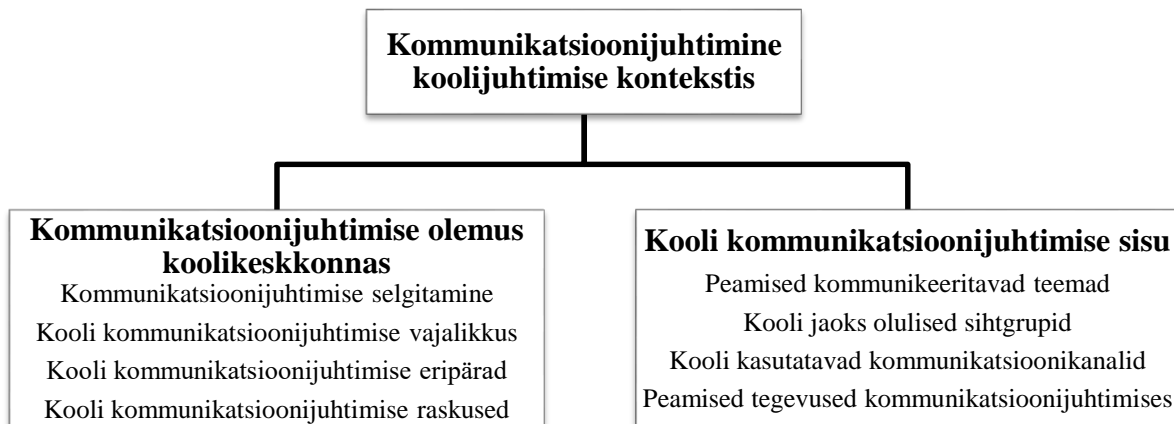 Kommunikatsioonijuhtimine
koolijuhtimise kontekstis
Kommunikatsioonijuhtimise olemus
koolikeskkonnas
Kommunikatsioonijuhtimise selgitamine
Kooli kommunikatsioonijuhtimise vajalikkus
Kooli kommunikatsioonijuhtimise eripärad
Kooli kommunikatsioonijuhtimise raskused
Kooli kommunikatsioonijuhtimise sisu
Peamised kommunikeeritavad teemad
Kooli jaoks olulised sihtgrupid
Kooli kasutatavad kommunikatsioonikanalid
Peamised tegevused kommunikatsioonijuhtimises